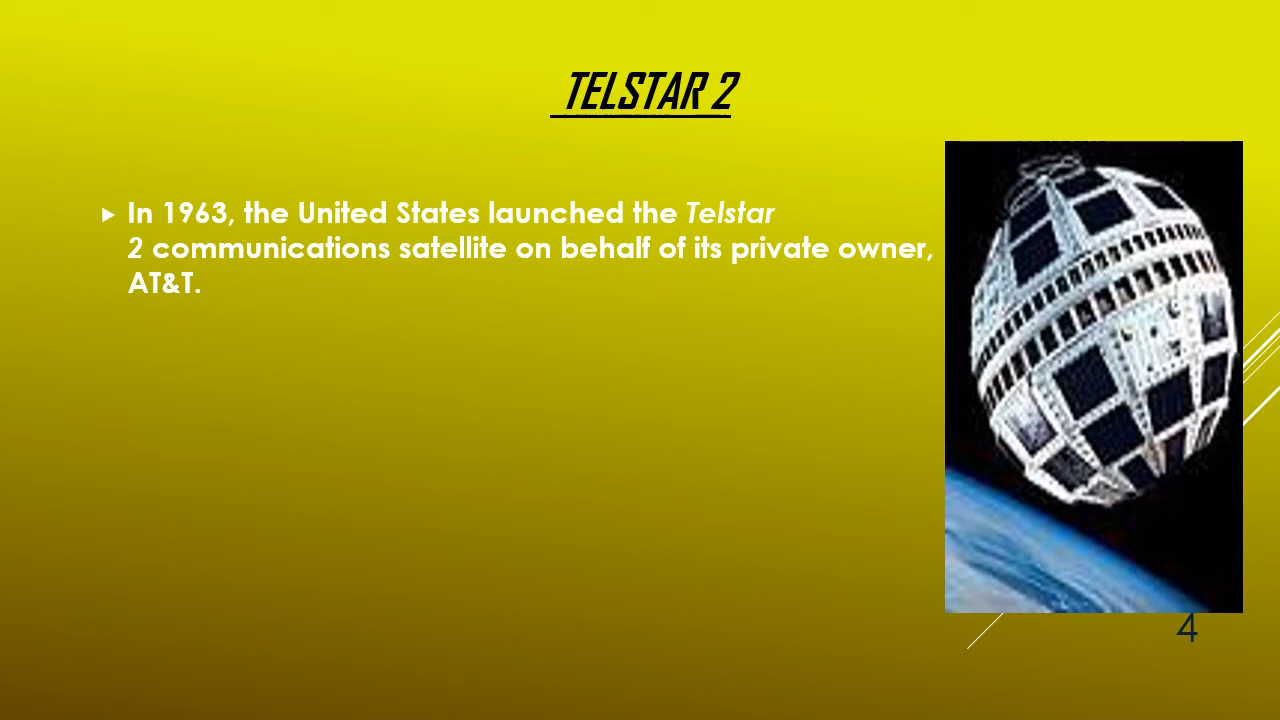 TELSTAR 2
In 1963, the United States launched the Telstar
2 communications satellite on behalf of its private owner,
AT&T.
4